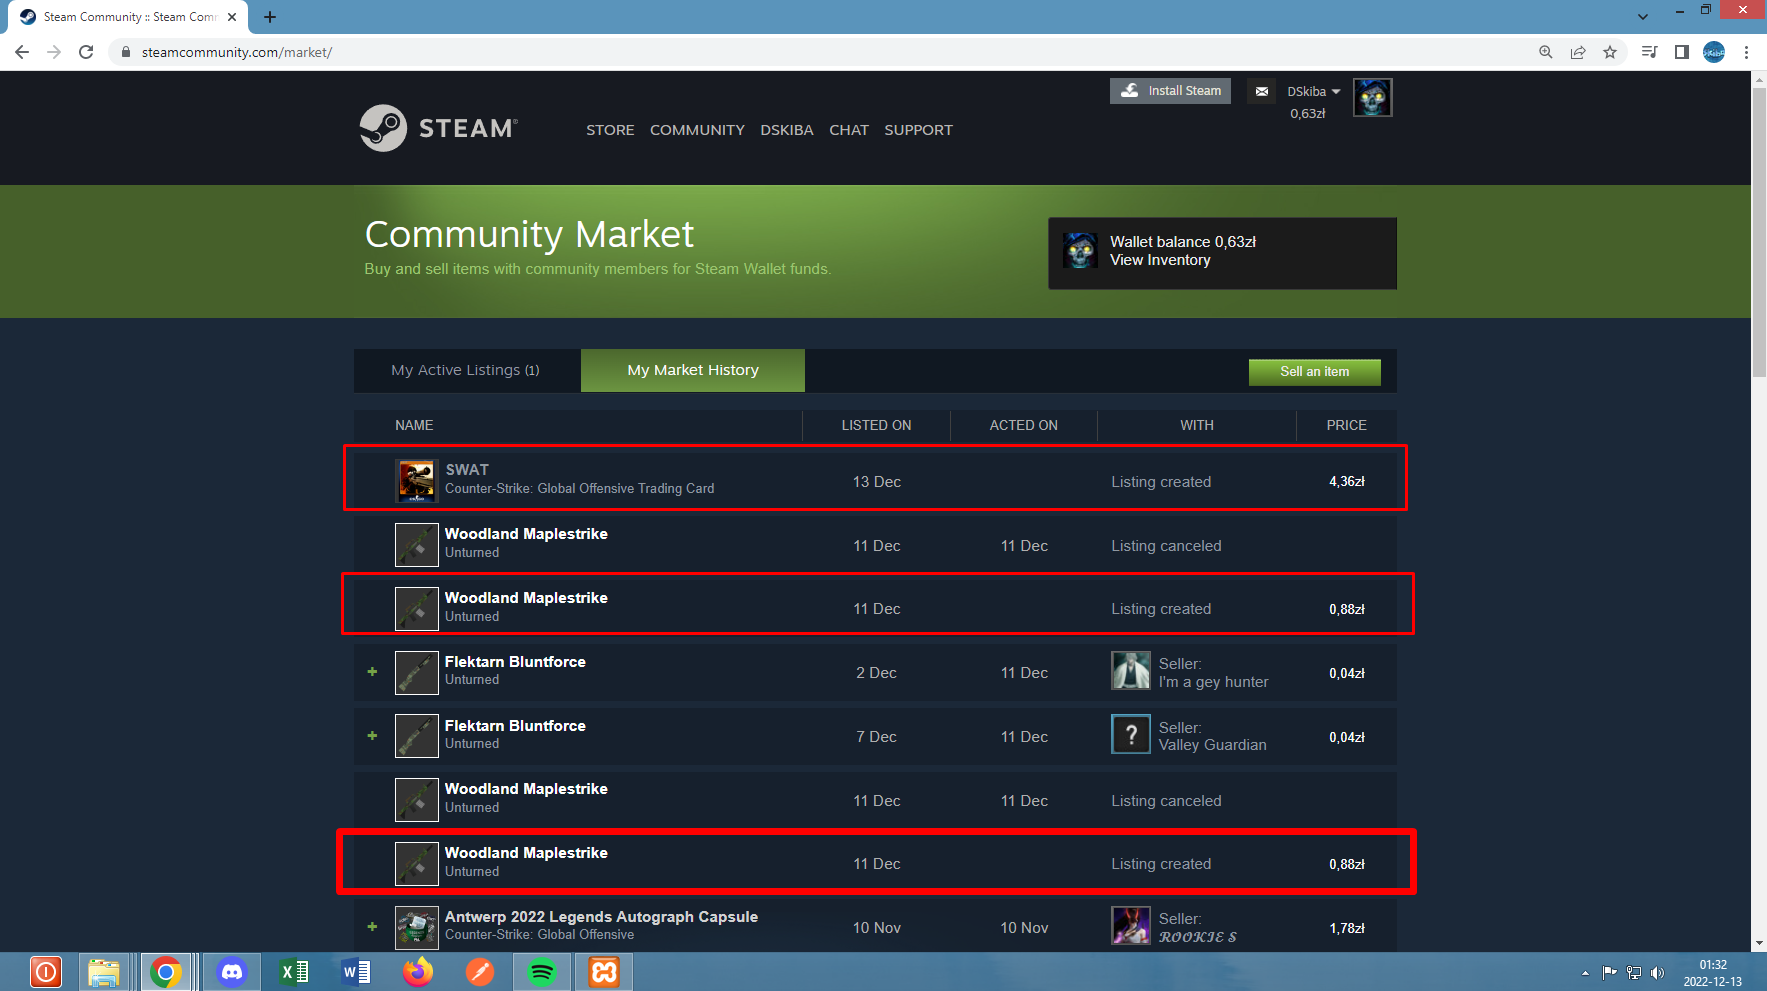 Steam Community :: Steam Com
steamcommunity.com/market/
Install Steam
DSkiba
0,63zł
STEAM®
STORE COMMUNITY DSKIBA CHAT SUPPORT
Community Market
Buy and sell items with community members for Steam Wallet funds.
Wallet balance 0,63zł
View Inventory
My Active Listings (1)
My Market History
Sell an item
NAME LISTED ON ACTED ON WITH PRICE
SWAT
Counter-Strike: Global Offensive Trading Card
13 Dec Listing created 4,36zł
Woodland Maplestrike
Unturned
11 Dec 11 Dec Listing canceled
Woodland Maplestrike
Unturned
11 Dec Listing created 0,88zł
+
Flektarn Bluntforce
Unturned
2 Dec 11 Dec
Seller:
I'm a gey hunter
0,04zł
+
Flektarn Bluntforce
Unturned
7 Dec 11 Dec
?
Seller:
Valley Guardian
0,04zł
Woodland Maplestrike
Unturned
11 Dec 11 Dec Listing canceled
Woodland Maplestrike
Unturned
11 Dec Listing created 0,88zł
+
Antwerp 2022 Legends Autograph Capsule
Counter-Strike: Global Offensive
10 Nov 10 Nov
Seller:
𝓡𝓞𝓞𝓚𝓘𝓔 𝓢
1,78zł
01:32
2022-12-13